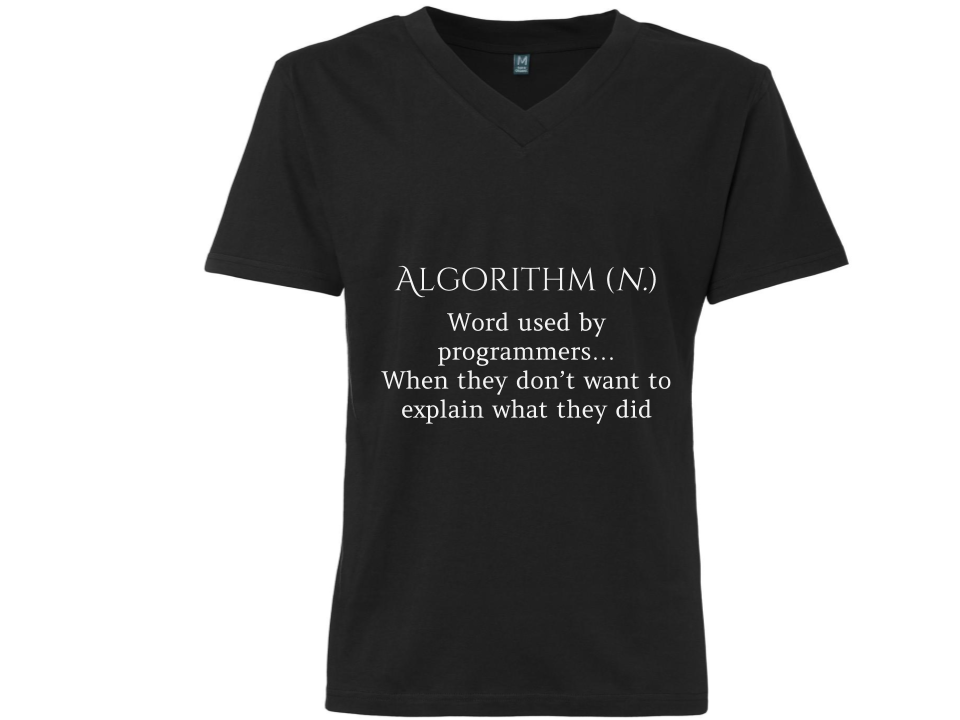 M
ALGORITHM (N.)
Word used by
programmers...
When they don't want to
explain what they did